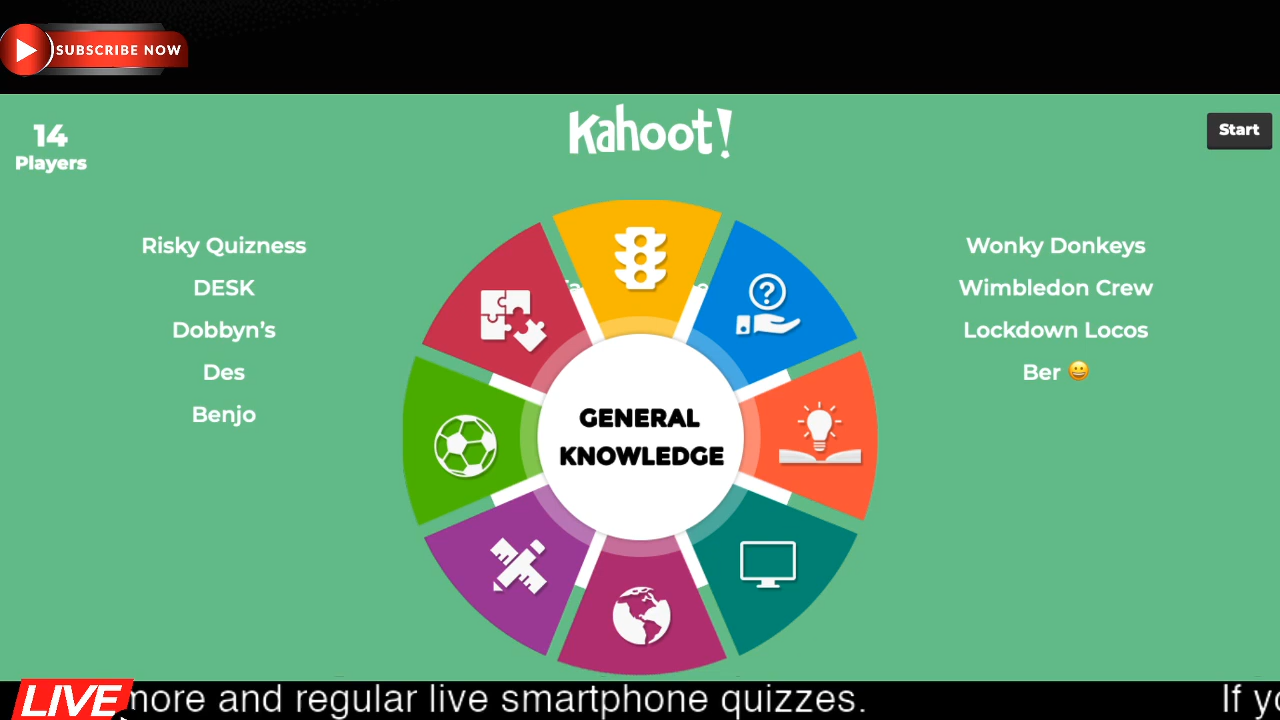 SUBSCRIBE NOW
14
Players
Kahoot!
Start
Risky Quizness
DESK
Dobbyn's
Des
Benjo
Wonky Donkeys
Wimbledon Crew
Lockdown Locos
Ber 😀
GENERAL
KNOWLEDGE
LIVE
more and regular live smartphone quizzes.
If